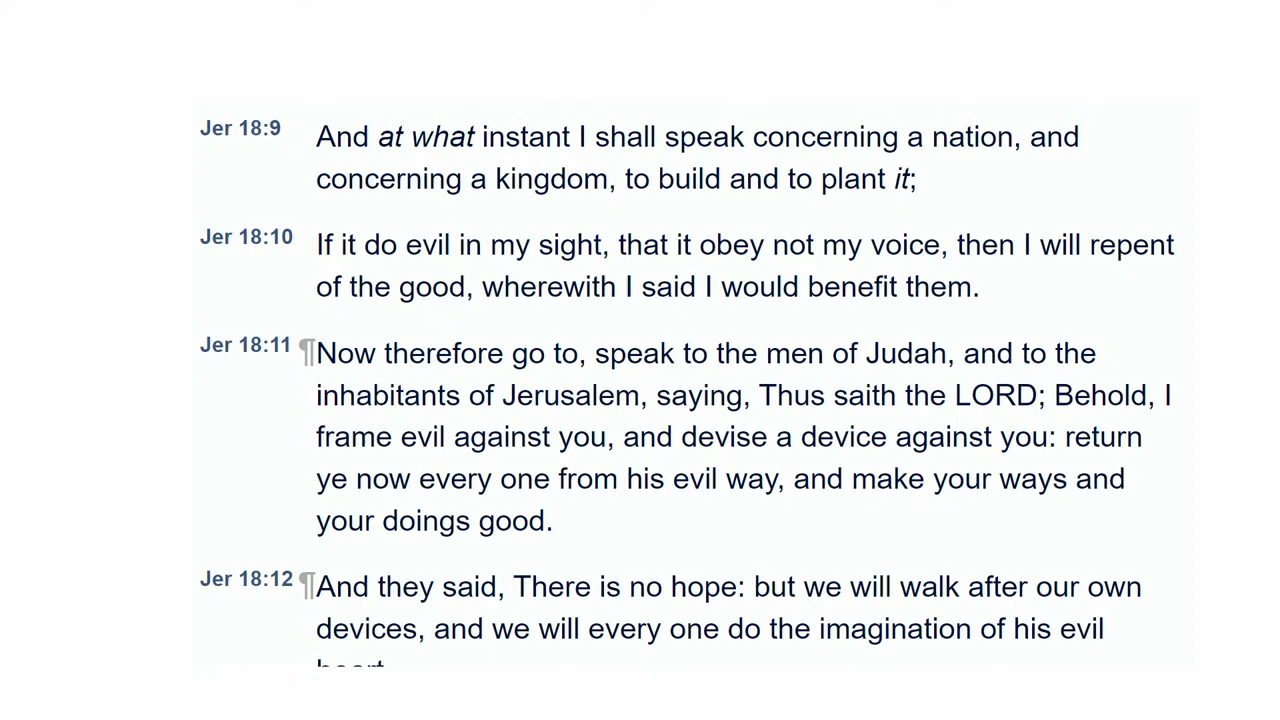 Jer 18:9 And at what instant I shall speak concerning a nation, and
concerning a kingdom, to build and to plant it;
Jer 18:10 If it do evil in my sight, that it obey not my voice, then I will repent
of the good, wherewith I said I would benefit them.
Jer 18:11 ¶Now therefore go to, speak to the men of Judah, and to the
inhabitants of Jerusalem, saying, Thus saith the LORD; Behold, I
frame evil against you, and devise a device against you: return
ye now every one from his evil way, and make your ways and
your doings good.
Jer 18:12 ¶And they said, There is no hope: but we will walk after our own
devices, and we will every one do the imagination of his evil
heart